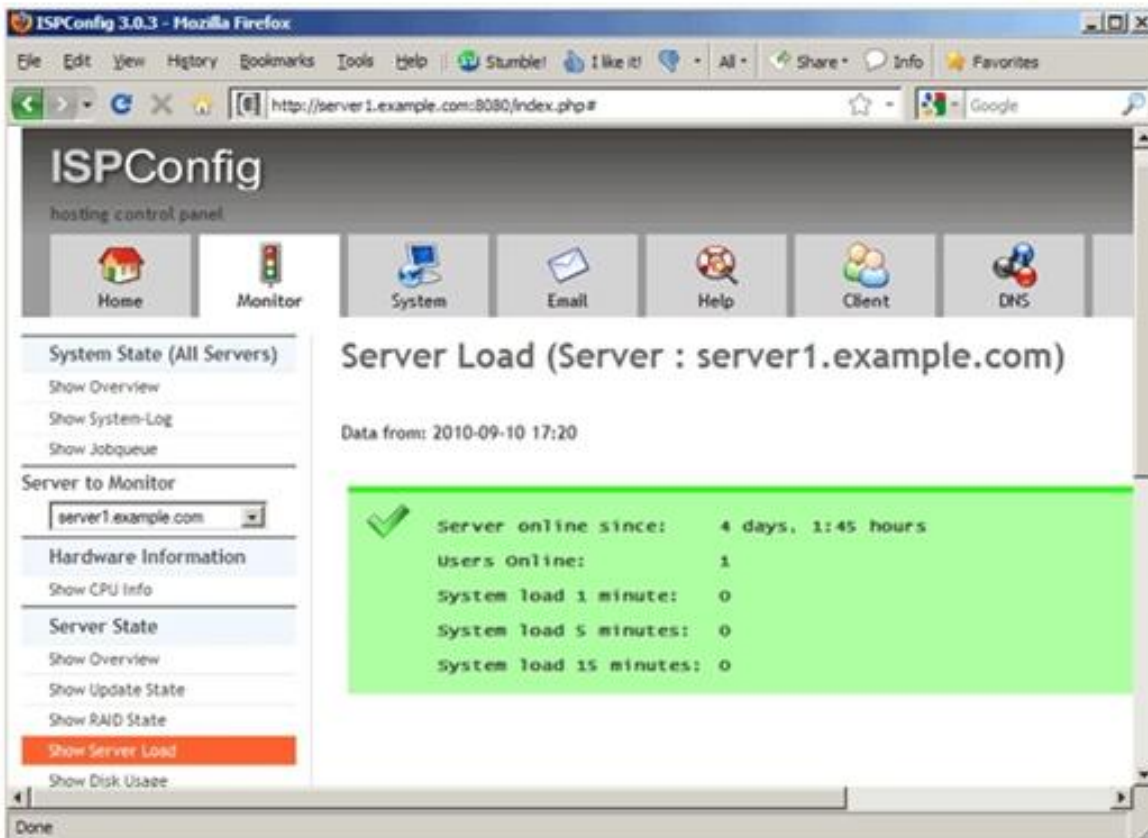 ISPConfig 3.0.3 - Mozilla Firefox
File Edit View History Bookmarks Tools Help Stumble! I like it! All Share Info Favorites
http://server1.example.com:8080/index.php# Google
ISPConfig
hosting control panel
Home Monitor System Email Help Client DNS
System State (All Servers)
Show Overview
Show System-Log
Show Jobqueue
Server to Monitor
server1.example.com
Hardware Information
Show CPU Info
Server State
Show Overview
Show Update State
Show RAID State
Show Server Load
Show Disk Usage
Server Load (Server : server1.example.com)
Data from: 2010-09-10 17:20
Server online since: 4 days, 1:45 hours
Users Online: 1
System load 1 minute: 0
System load 5 minutes: 0
System load 15 minutes: 0
Done